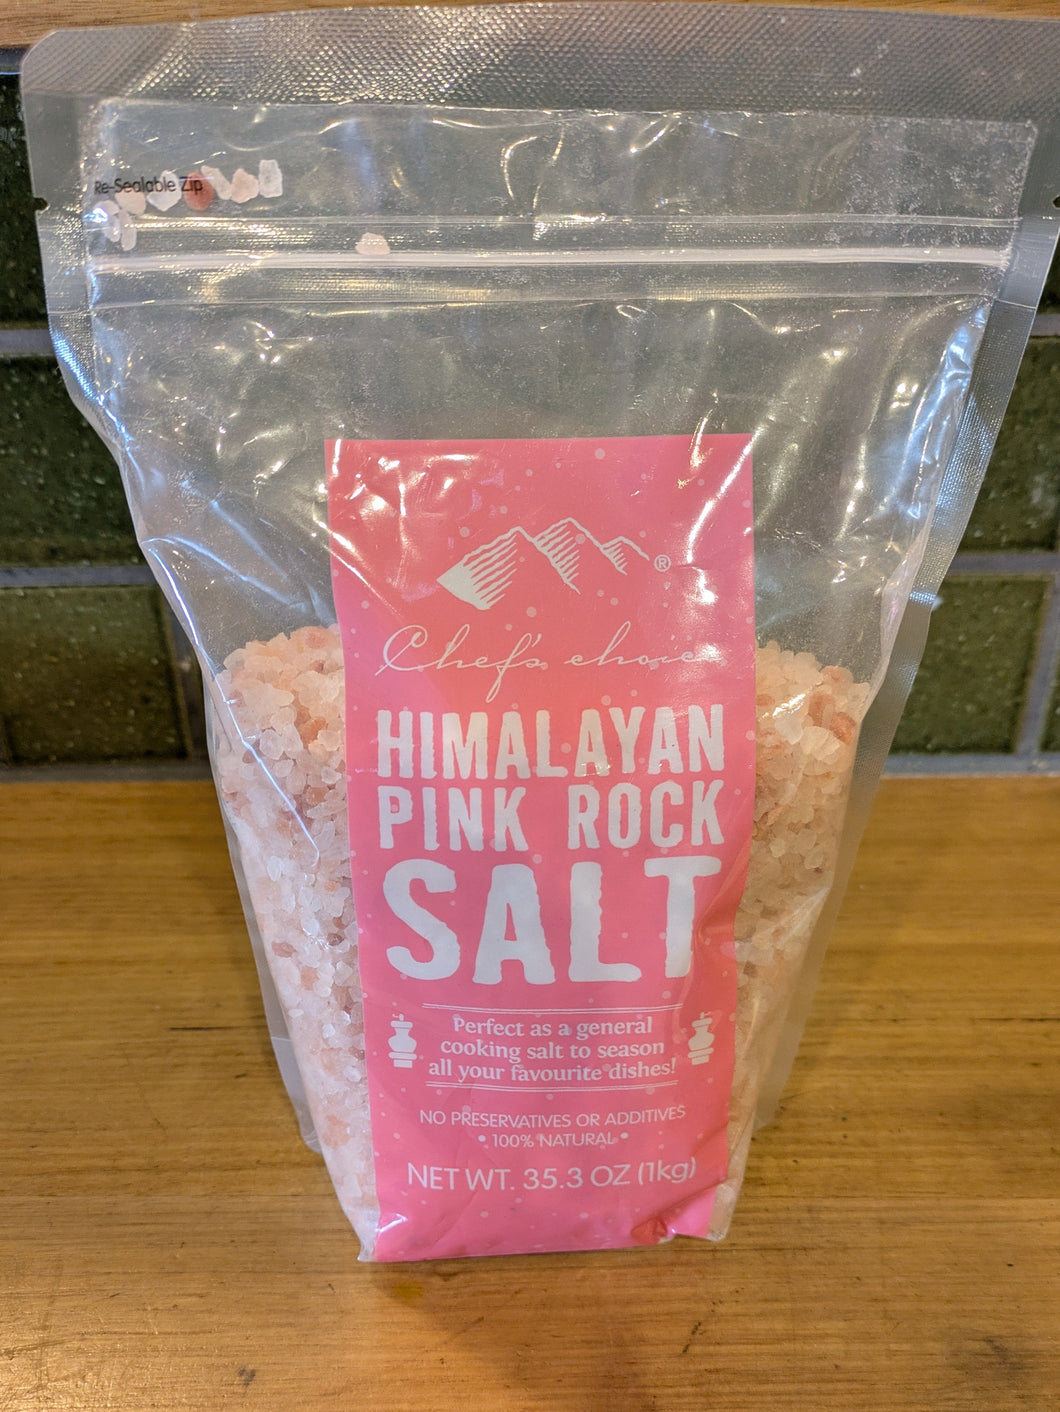 Re-Sealable Zip
®
Chef's choice
HIMALAYAN
PINK ROCK
SALT
Perfect as a general
cooking salt to season
all your favourite dishes!
NO PRESERVATIVES OR ADDITIVES
• 100% NATURAL •
NET WT. 35.3 OZ (1kg)